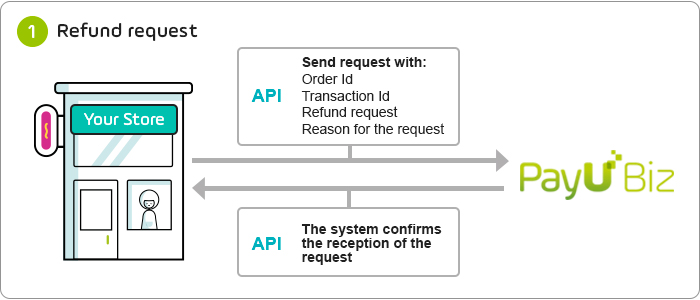 1 Refund request
Your Store
API
Send request with:
Order Id
Transaction Id
Refund request
Reason for the request
PayU Biz
API
The system confirms
the reception of the
request